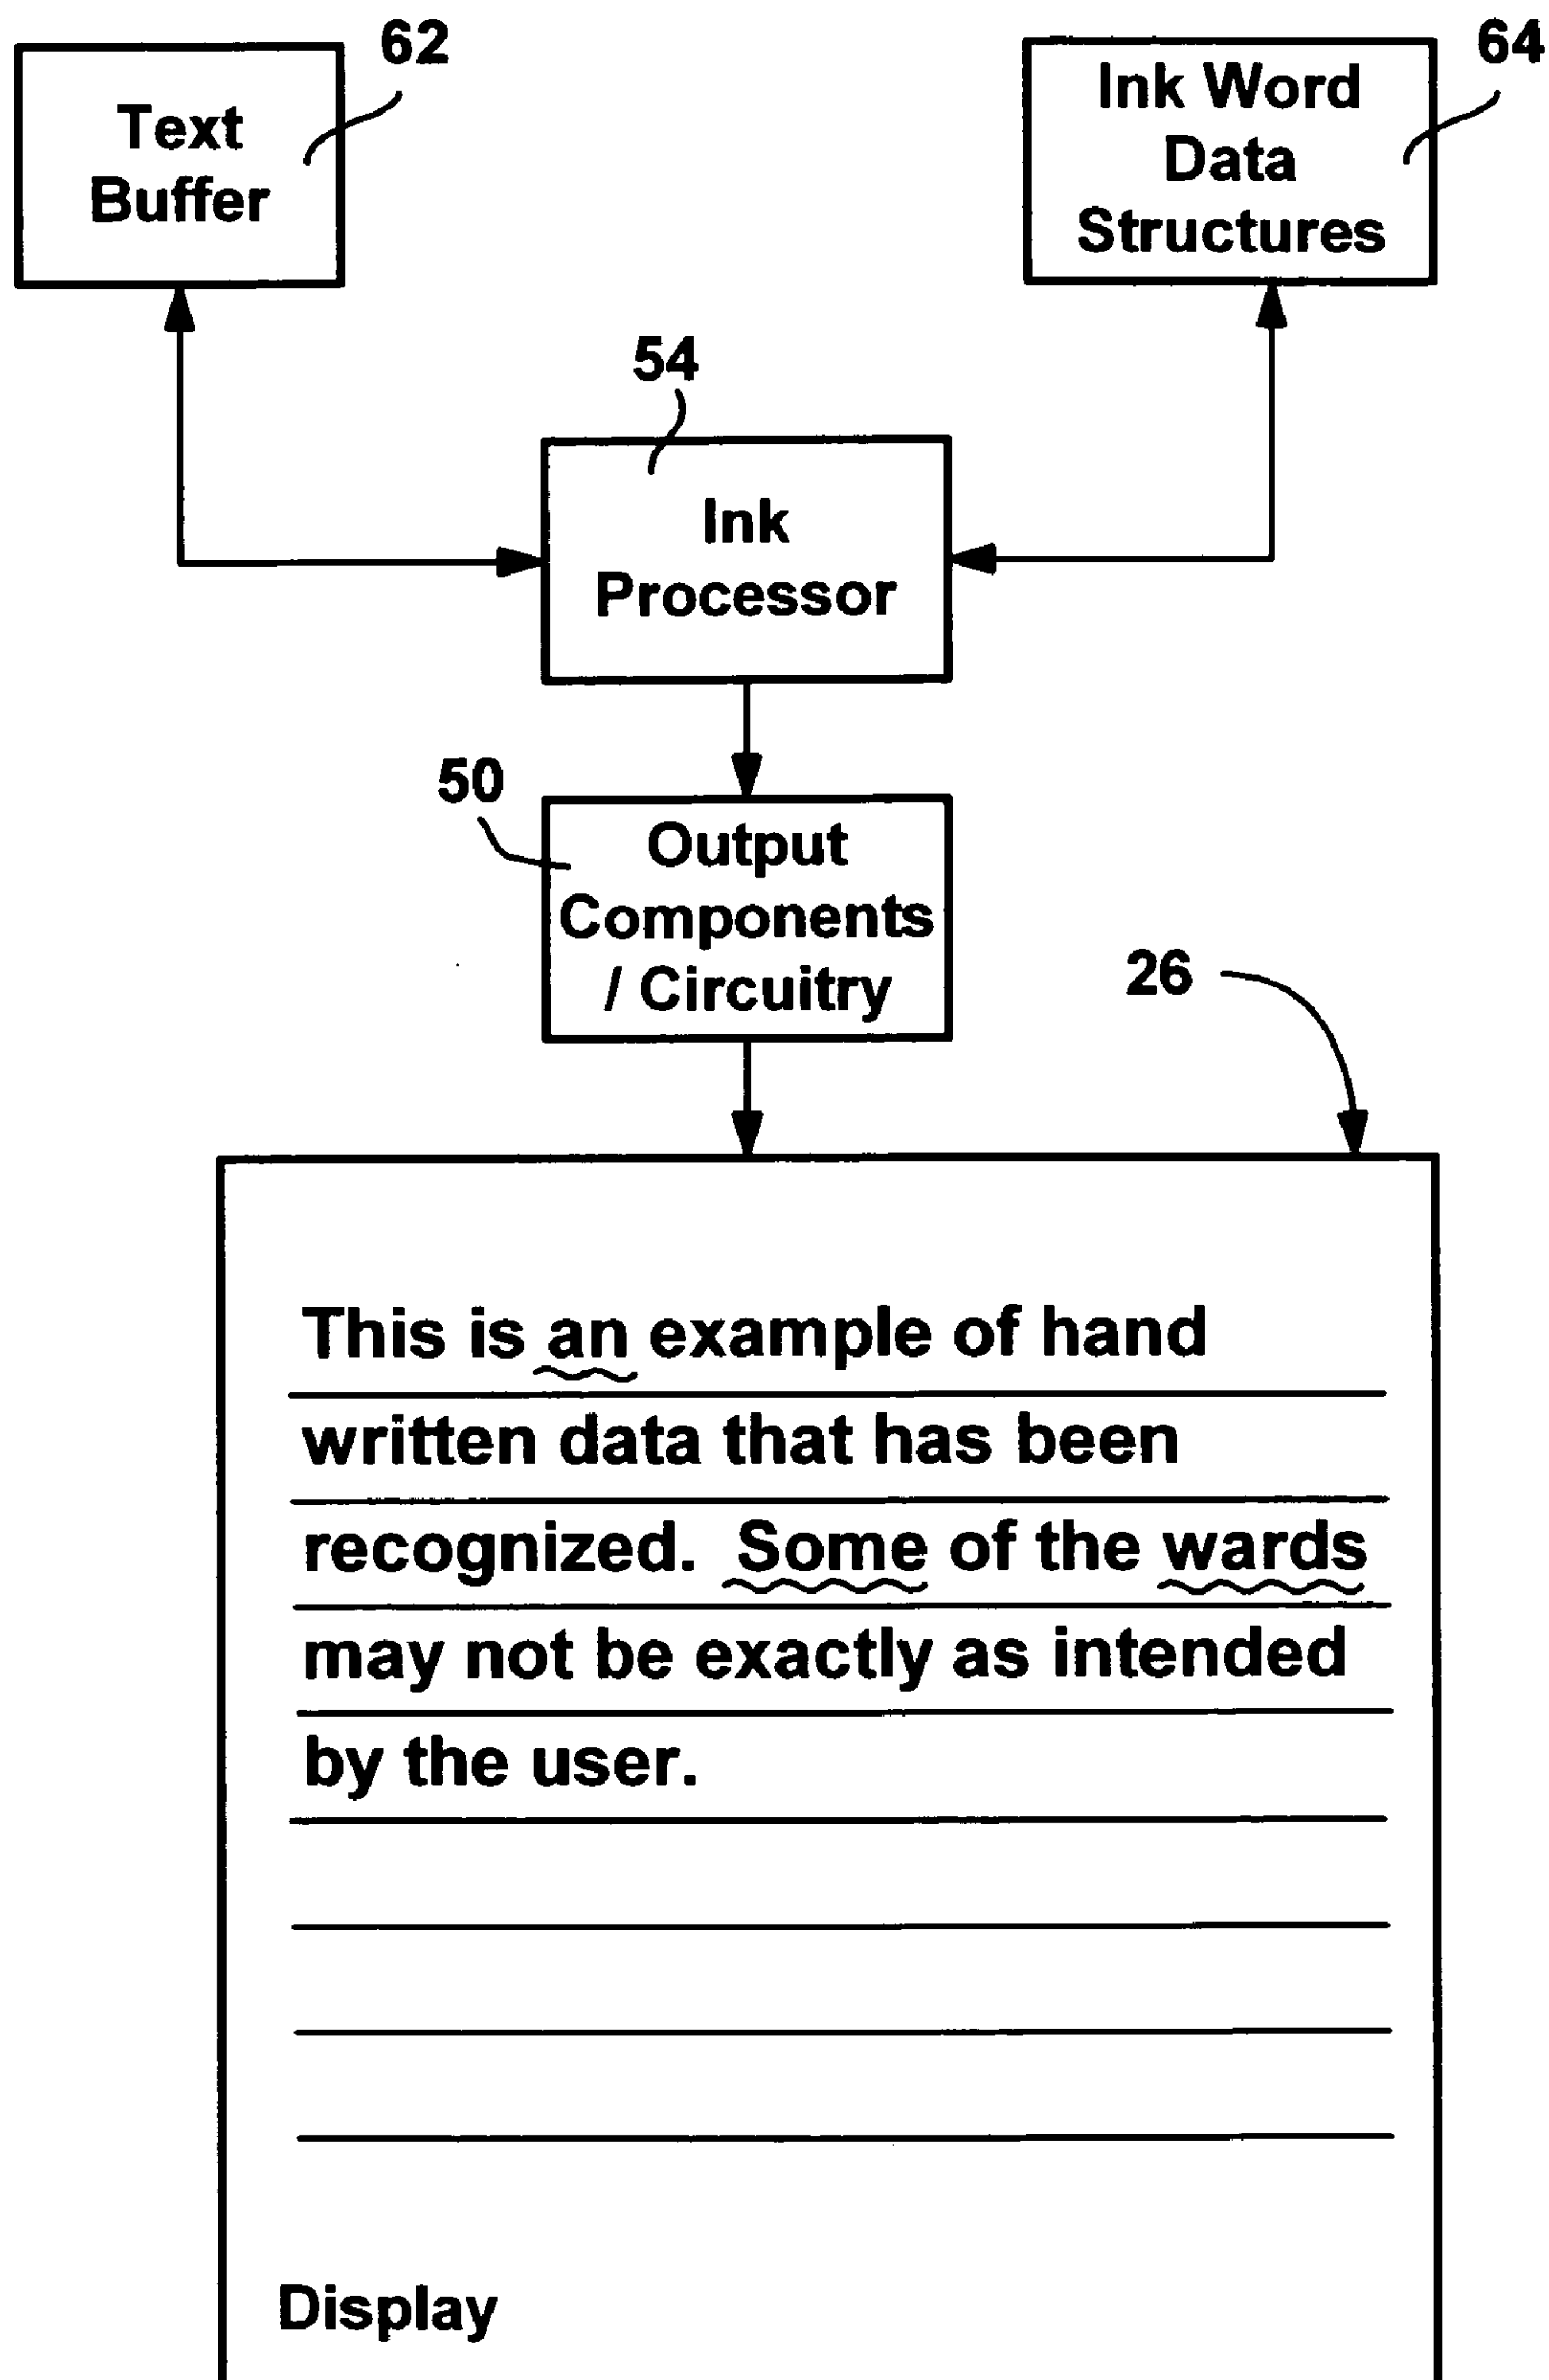 62
64
Text
Buffer
Ink Word
Data
Structures
54
Ink
Processor
50
Output
Components
/ Circuitry
26
This is an example of hand
written data that has been
recognized. Some of the wards
may not be exactly as intended
by the user.
Display